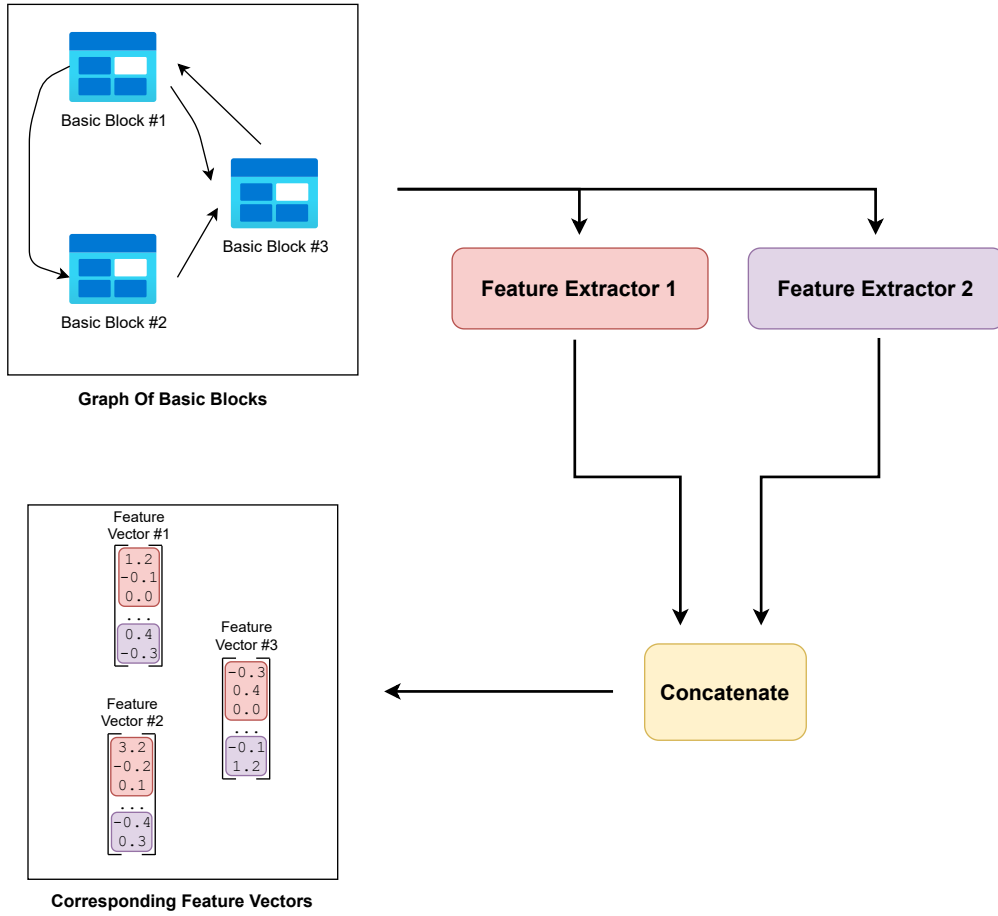 Basic Block #1
Basic Block #3
Basic Block #2
Graph Of Basic Blocks
Feature Extractor 1
Feature Extractor 2
Concatenate
Feature
Vector #1
1.2
-0.1
0.0
...
0.4
-0.3
Feature
Vector #3
-0.3
0.4
0.0
...
-0.1
1.2
Feature
Vector #2
3.2
-0.2
0.1
...
-0.4
0.3
Corresponding Feature Vectors